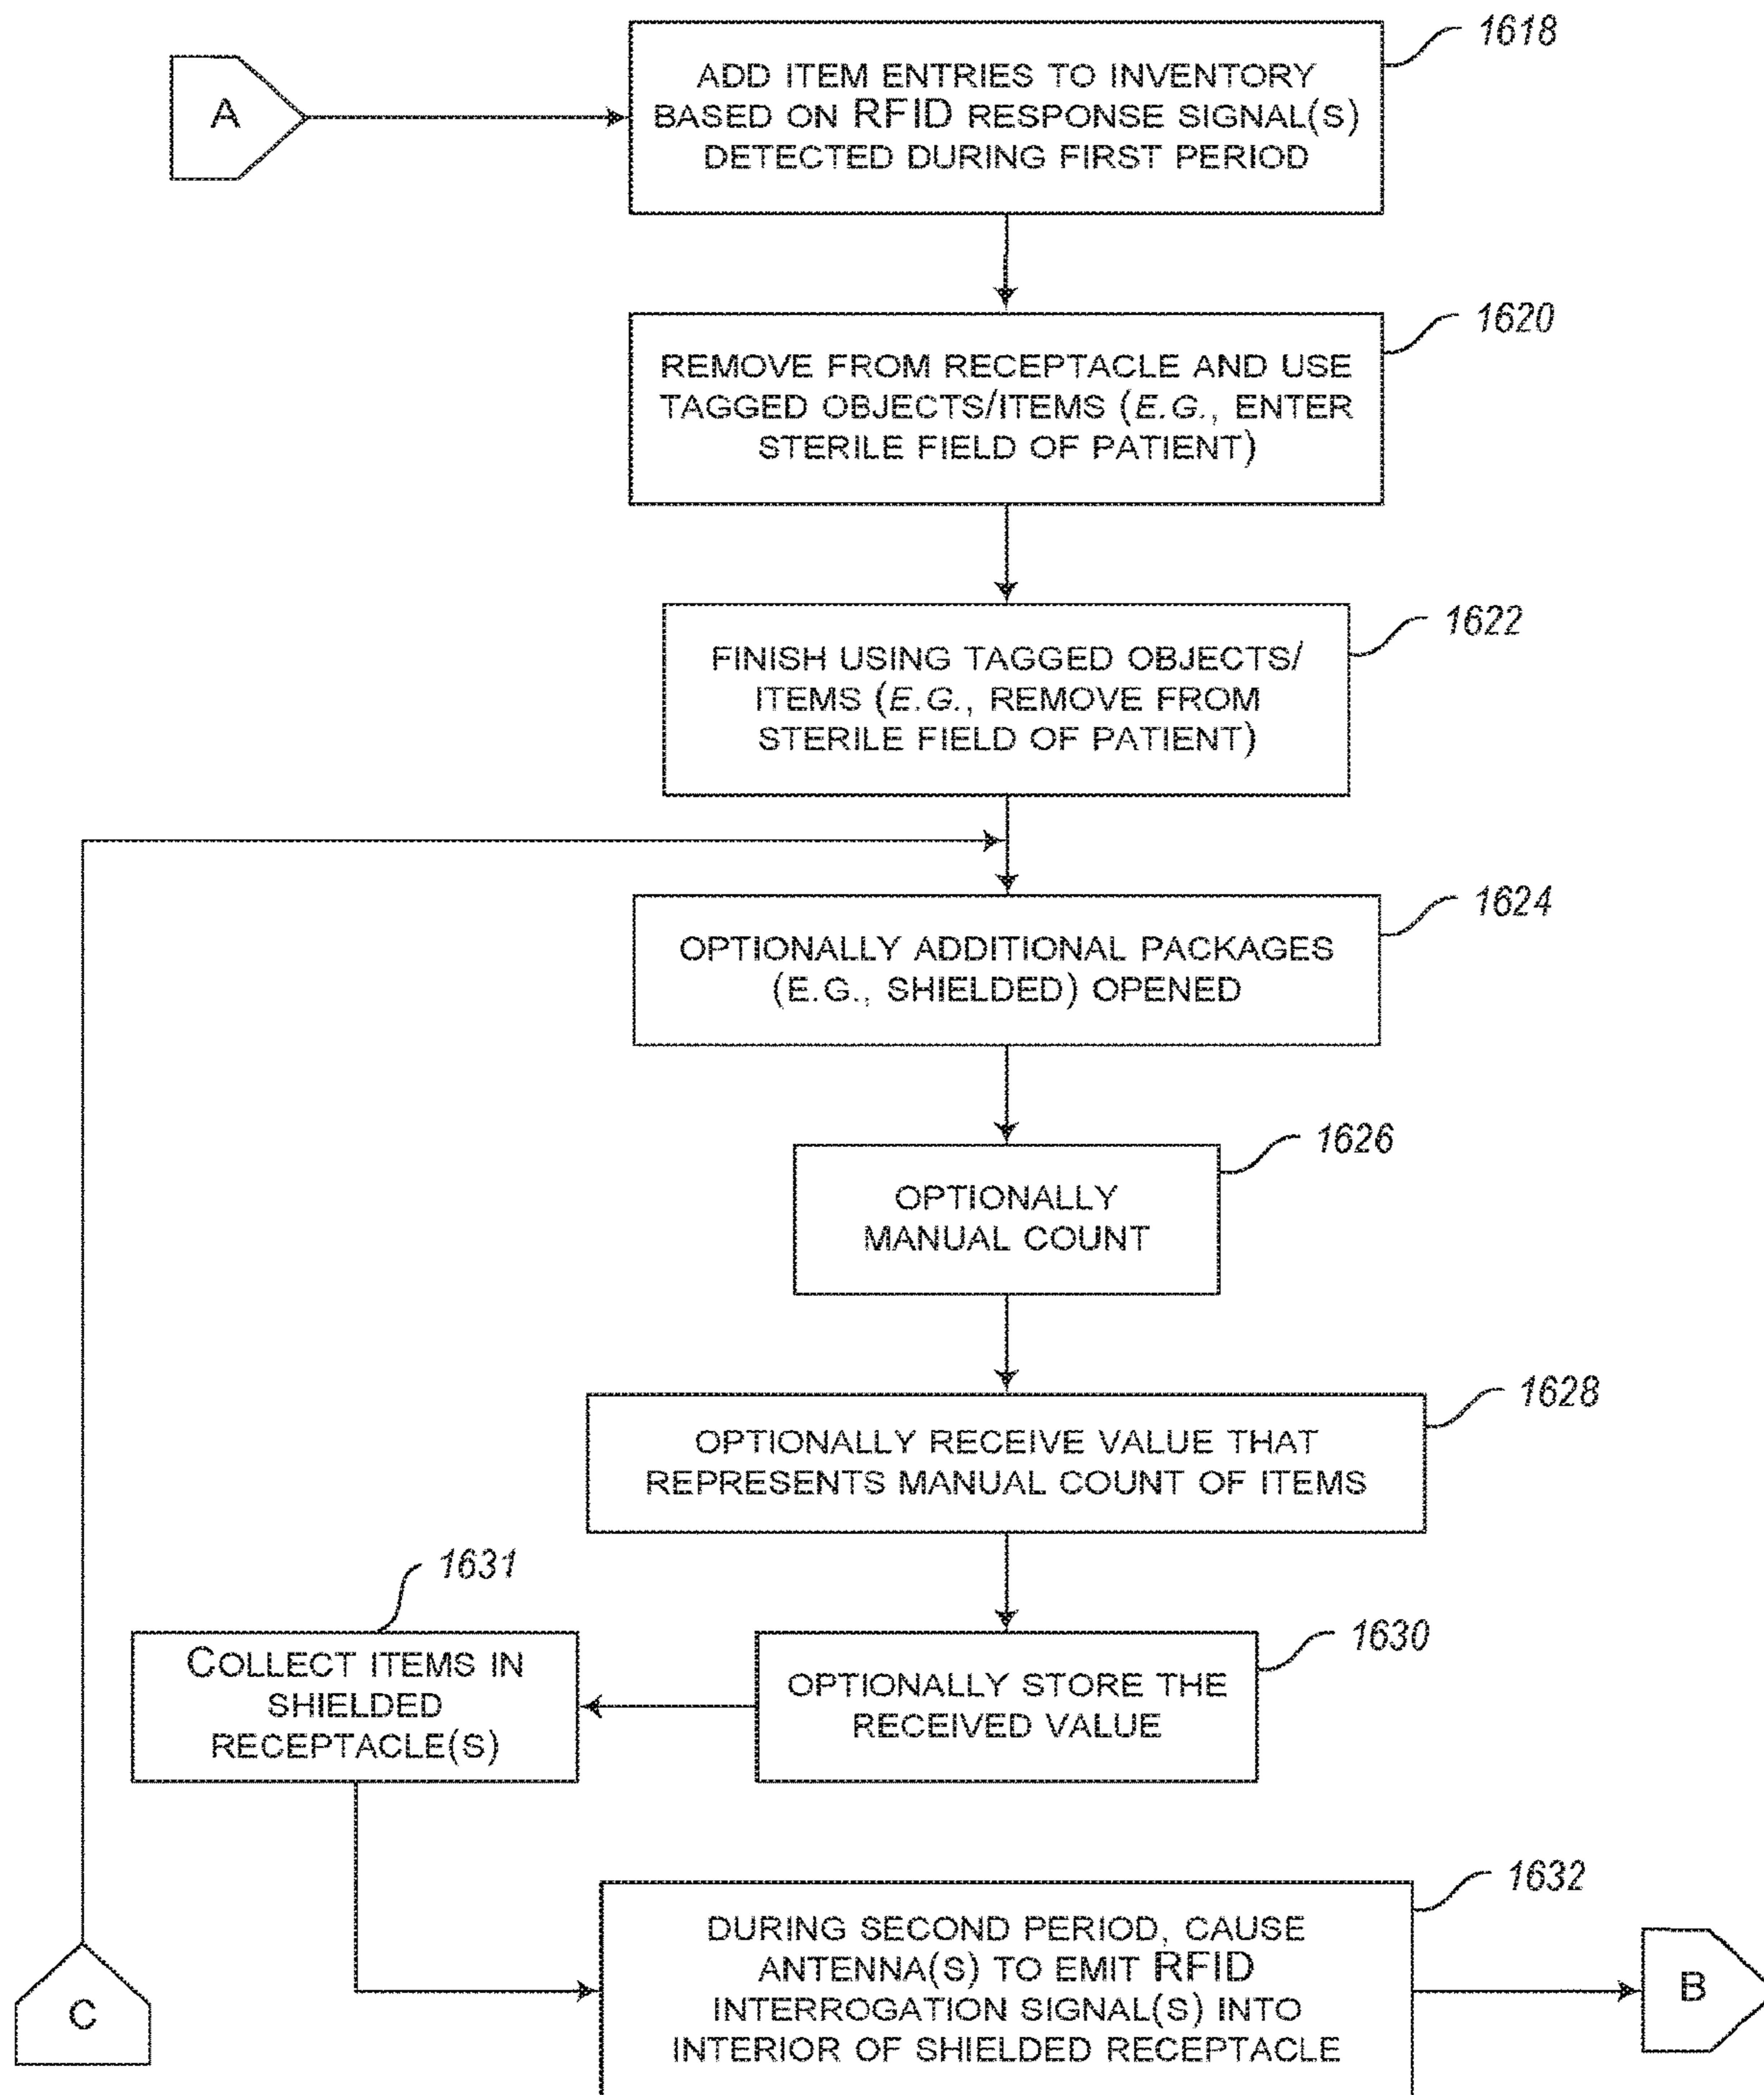 A
1618
ADD ITEM ENTRIES TO INVENTORY
BASED ON RFID RESPONSE SIGNAL(S)
DETECTED DURING FIRST PERIOD
1620
REMOVE FROM RECEPTACLE AND USE
TAGGED OBJECTS/ITEMS (E.G., ENTER
STERILE FIELD OF PATIENT)
1622
FINISH USING TAGGED OBJECTS/
ITEMS (E.G., REMOVE FROM
STERILE FIELD OF PATIENT)
1624
OPTIONALLY ADDITIONAL PACKAGES
(E.G., SHIELDED) OPENED
1626
OPTIONALLY
MANUAL COUNT
1628
OPTIONALLY RECEIVE VALUE THAT
REPRESENTS MANUAL COUNT OF ITEMS
1630
OPTIONALLY STORE THE
RECEIVED VALUE
1631
COLLECT ITEMS IN
SHIELDED
RECEPTACLE(S)
1632
DURING SECOND PERIOD, CAUSE
ANTENNA(S) TO EMIT RFID
INTERROGATION SIGNAL(S) INTO
INTERIOR OF SHIELDED RECEPTACLE
B
C